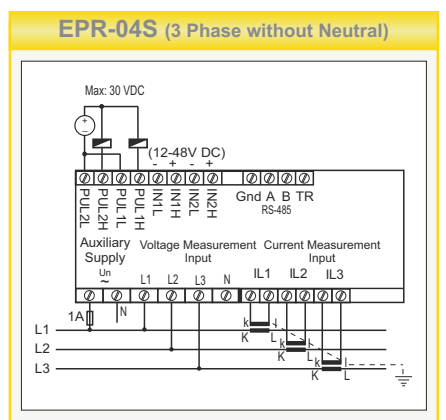 EPR-04S (3 Phase without Neutral)
Max: 30 VDC
+
-
(12-48V DC)
- + - +
PUL2L PUL2H PUL1L PUL1H IN1L IN1H IN2L IN2H Gnd A B TR
RS-485
Auxiliary Supply
Voltage Measurement Input
Current Measurement Input
Un ~ L1 L2 L3 N IL1 IL2 IL3
1A N
L1 k l
K L
L2 k l
K L
L3 k l
K L